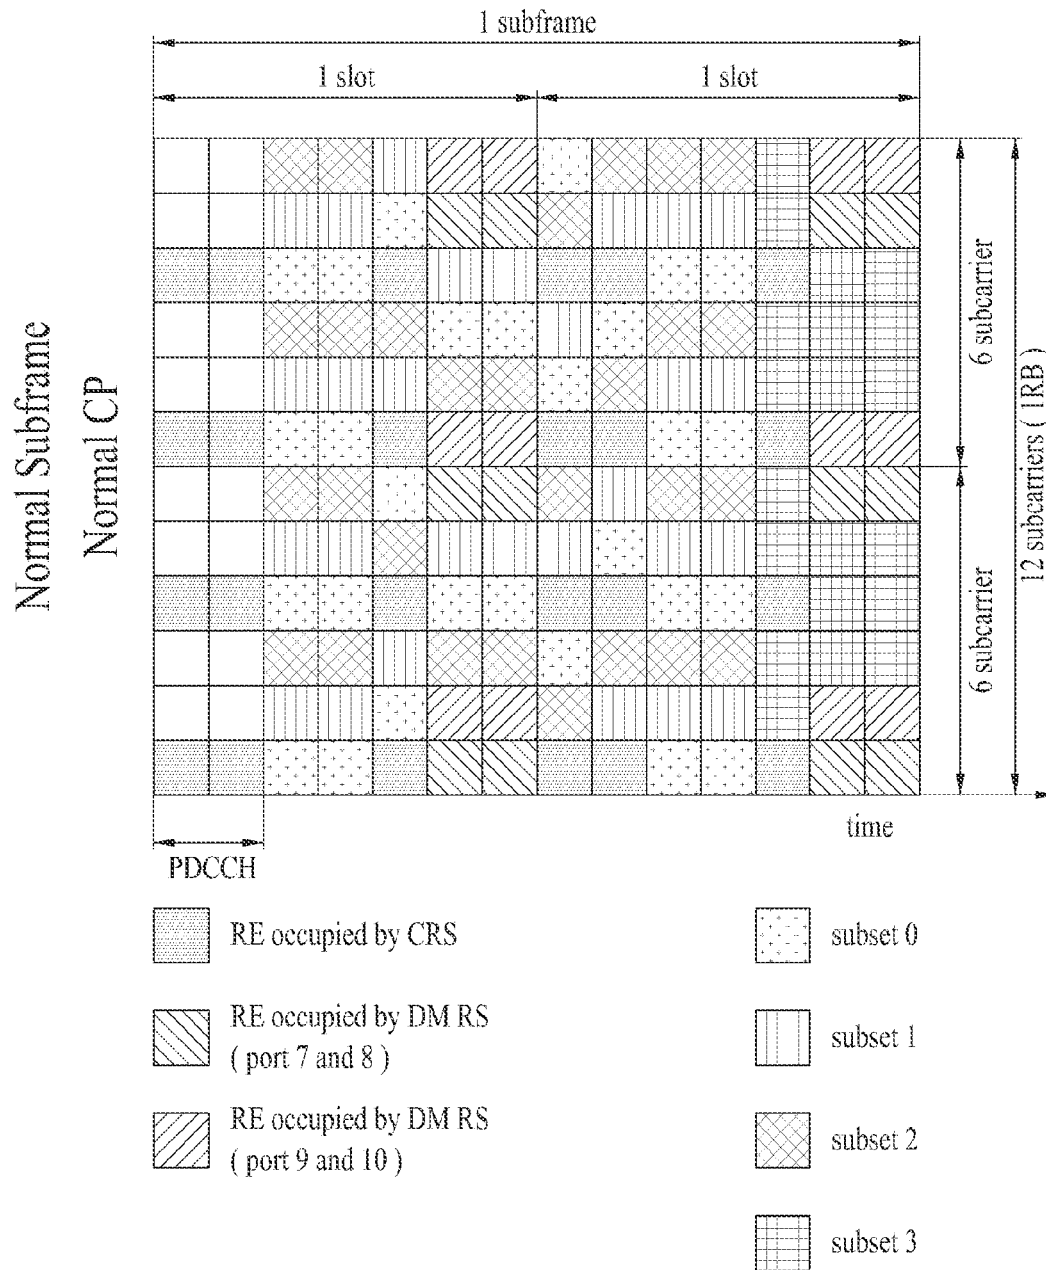 1 subframe
1 slot
1 slot
Normal Subframe
Normal CP
6 subcarrier
6 subcarrier
12 subcarriers ( 1RB )
time
PDCCH
RE occupied by CRS
RE occupied by DM RS
( port 7 and 8 )
RE occupied by DM RS
( port 9 and 10 )
subset 0
subset 1
subset 2
subset 3